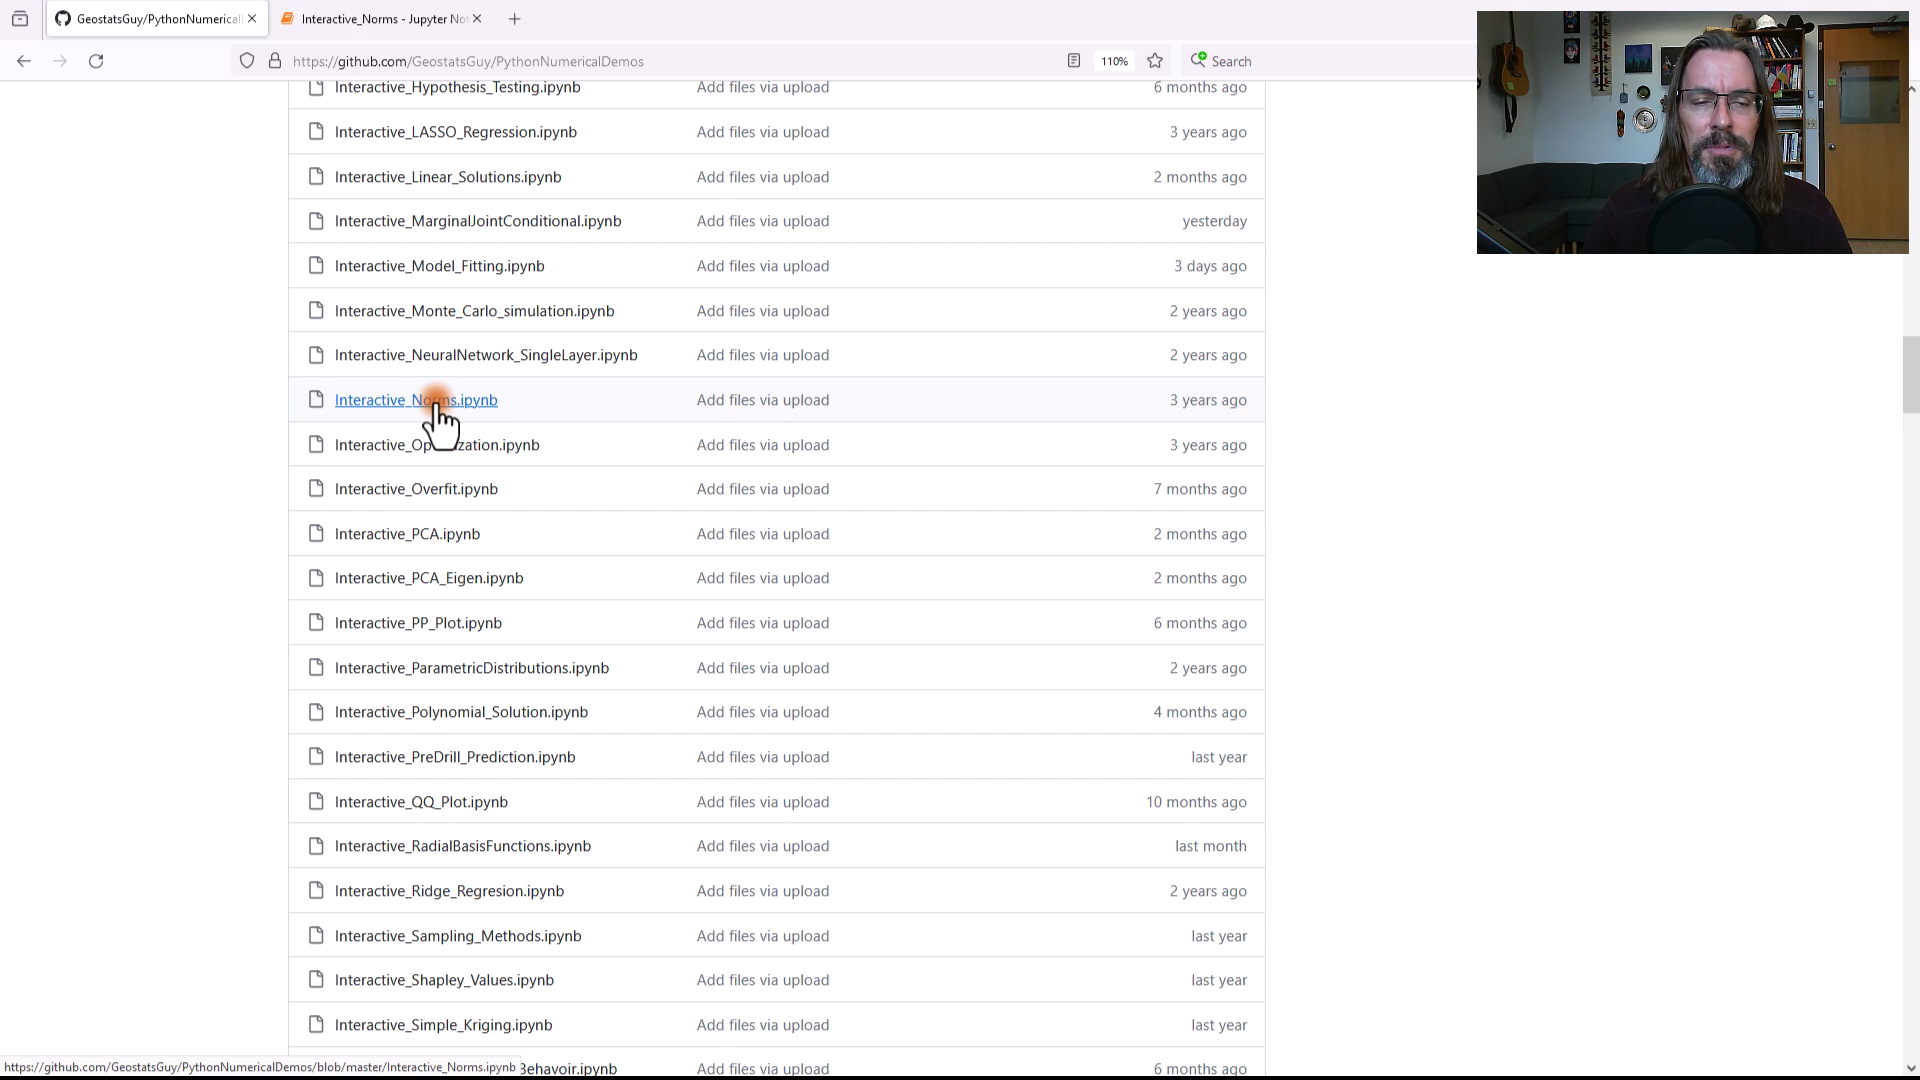 GeostatsGuy/PythonNumerical
Interactive_Norms - Jupyter No
https://github.com/GeostatsGuy/PythonNumericalDemos
110%
Search
Interactive_Hypothesis_Testing.ipynb Add files via upload 6 months ago
Interactive_LASSO_Regression.ipynb Add files via upload 3 years ago
Interactive_Linear_Solutions.ipynb Add files via upload 2 months ago
Interactive_MarginalJointConditional.ipynb Add files via upload yesterday
Interactive_Model_Fitting.ipynb Add files via upload 3 days ago
Interactive_Monte_Carlo_simulation.ipynb Add files via upload 2 years ago
Interactive_NeuralNetwork_SingleLayer.ipynb Add files via upload 2 years ago
Interactive_Norms.ipynb Add files via upload 3 years ago
Interactive_Op zation.ipynb Add files via upload 3 years ago
Interactive_Overfit.ipynb Add files via upload 7 months ago
Interactive_PCA.ipynb Add files via upload 2 months ago
Interactive_PCA_Eigen.ipynb Add files via upload 2 months ago
Interactive_PP_Plot.ipynb Add files via upload 6 months ago
Interactive_ParametricDistributions.ipynb Add files via upload 2 years ago
Interactive_Polynomial_Solution.ipynb Add files via upload 4 months ago
Interactive_PreDrill_Prediction.ipynb Add files via upload last year
Interactive_QQ_Plot.ipynb Add files via upload 10 months ago
Interactive_RadialBasisFunctions.ipynb Add files via upload last month
Interactive_Ridge_Regresion.ipynb Add files via upload 2 years ago
Interactive_Sampling_Methods.ipynb Add files via upload last year
Interactive_Shapley_Values.ipynb Add files via upload last year
Interactive_Simple_Kriging.ipynb Add files via upload last year
Behavoir.ipynb Add files via upload 6 months ago
https://github.com/GeostatsGuy/PythonNumericalDemos/blob/master/Interactive_Norms.ipynb